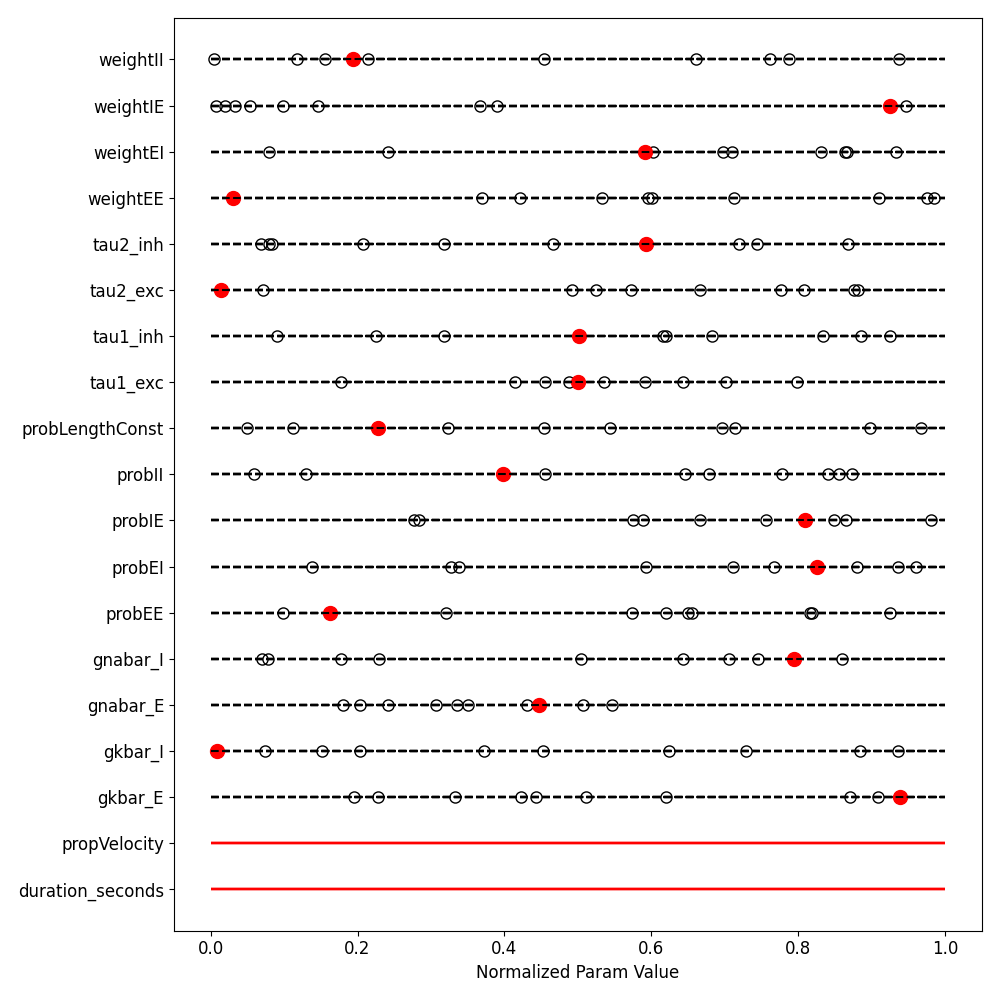 weightII
weightIE
weightEI
weightEE
tau2_inh
tau2_exc
tau1_inh
tau1_exc
probLengthConst
probII
probIE
probEI
probEE
gnabar_I
gnabar_E
gkbar_I
gkbar_E
propVelocity
duration_seconds
0.0 0.2 0.4 0.6 0.8 1.0
Normalized Param Value